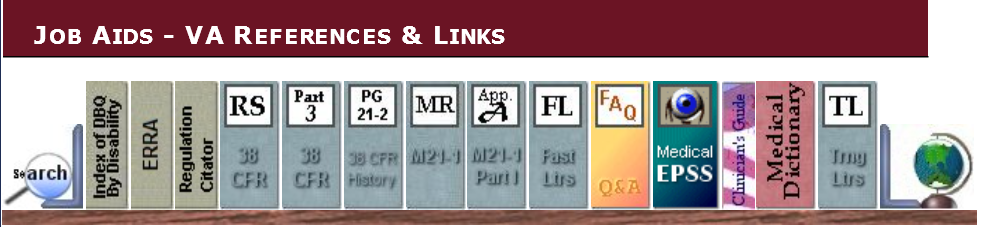 JOB AIDS - VA REFERENCES & LINKS
Search
Index of DBQ
By Disability
ERRA
Regulation
Citator
RS
38
CFR
Part
3
38
CFR
PG
21-2
38 CFR
History
MR
M21-1
App.
A
M21-1
Part I
FL
Fast
Ltrs
FAQ
Q&A
Medical
EPSS
Clinician's Guide
Medical
Dictionary
TL
Trng
Ltrs